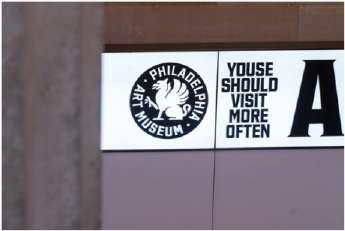 PHILADELPHIA
ART MUSEUM
YOUSE
SHOULD
VISIT
MORE
OFTEN
A